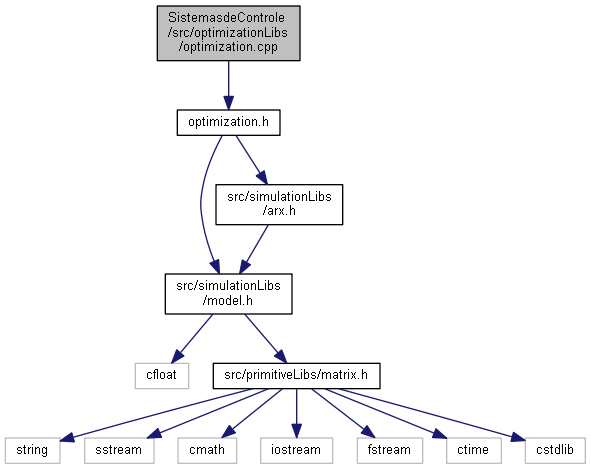 SistemasdeControle
/src/optimizationLibs
/optimization.cpp
optimization.h
src/simulationLibs
/arx.h
src/simulationLibs
/model.h
cfloat
src/primitiveLibs/matrix.h
string
sstream
cmath
iostream
fstream
ctime
cstdlib